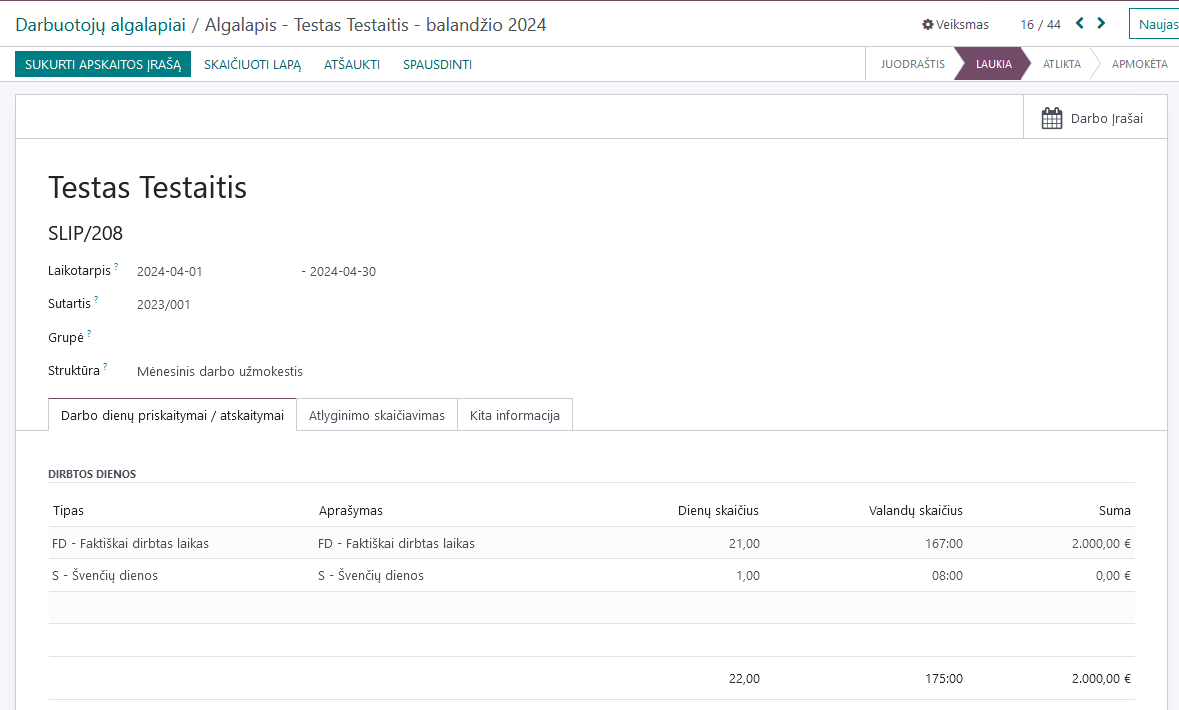 Darbuotojų algalapiai / Algalapis - Testas Testaitis - balandžio 2024
Veiksmas
16 / 44
Naujas
SUKURTI APSKAITOS ĮRAŠĄ SKAIČIUOTI LAPĄ ATŠAUKTI SPAUSDINTI
JUODRAŠTIS LAUKIA ATLIKTA APMOKĖTA
Darbo Įrašai
Testas Testaitis
SLIP/208
Laikotarpis ? 2024-04-01 - 2024-04-30
Sutartis ? 2023/001
Grupė ?
Struktūra ? Mėnesinis darbo užmokestis
Darbo dienų priskaitymai / atskaitymai Atlyginimo skaičiavimas Kita informacija
DIRBTOS DIENOS
Tipas Aprašymas Dienų skaičius Valandų skaičius Suma
FD - Faktiškai dirbtas laikas FD - Faktiškai dirbtas laikas 21,00 167:00 2.000,00 €
S - Švenčių dienos S - Švenčių dienos 1,00 08:00 0,00 €
22,00 175:00 2.000,00 €